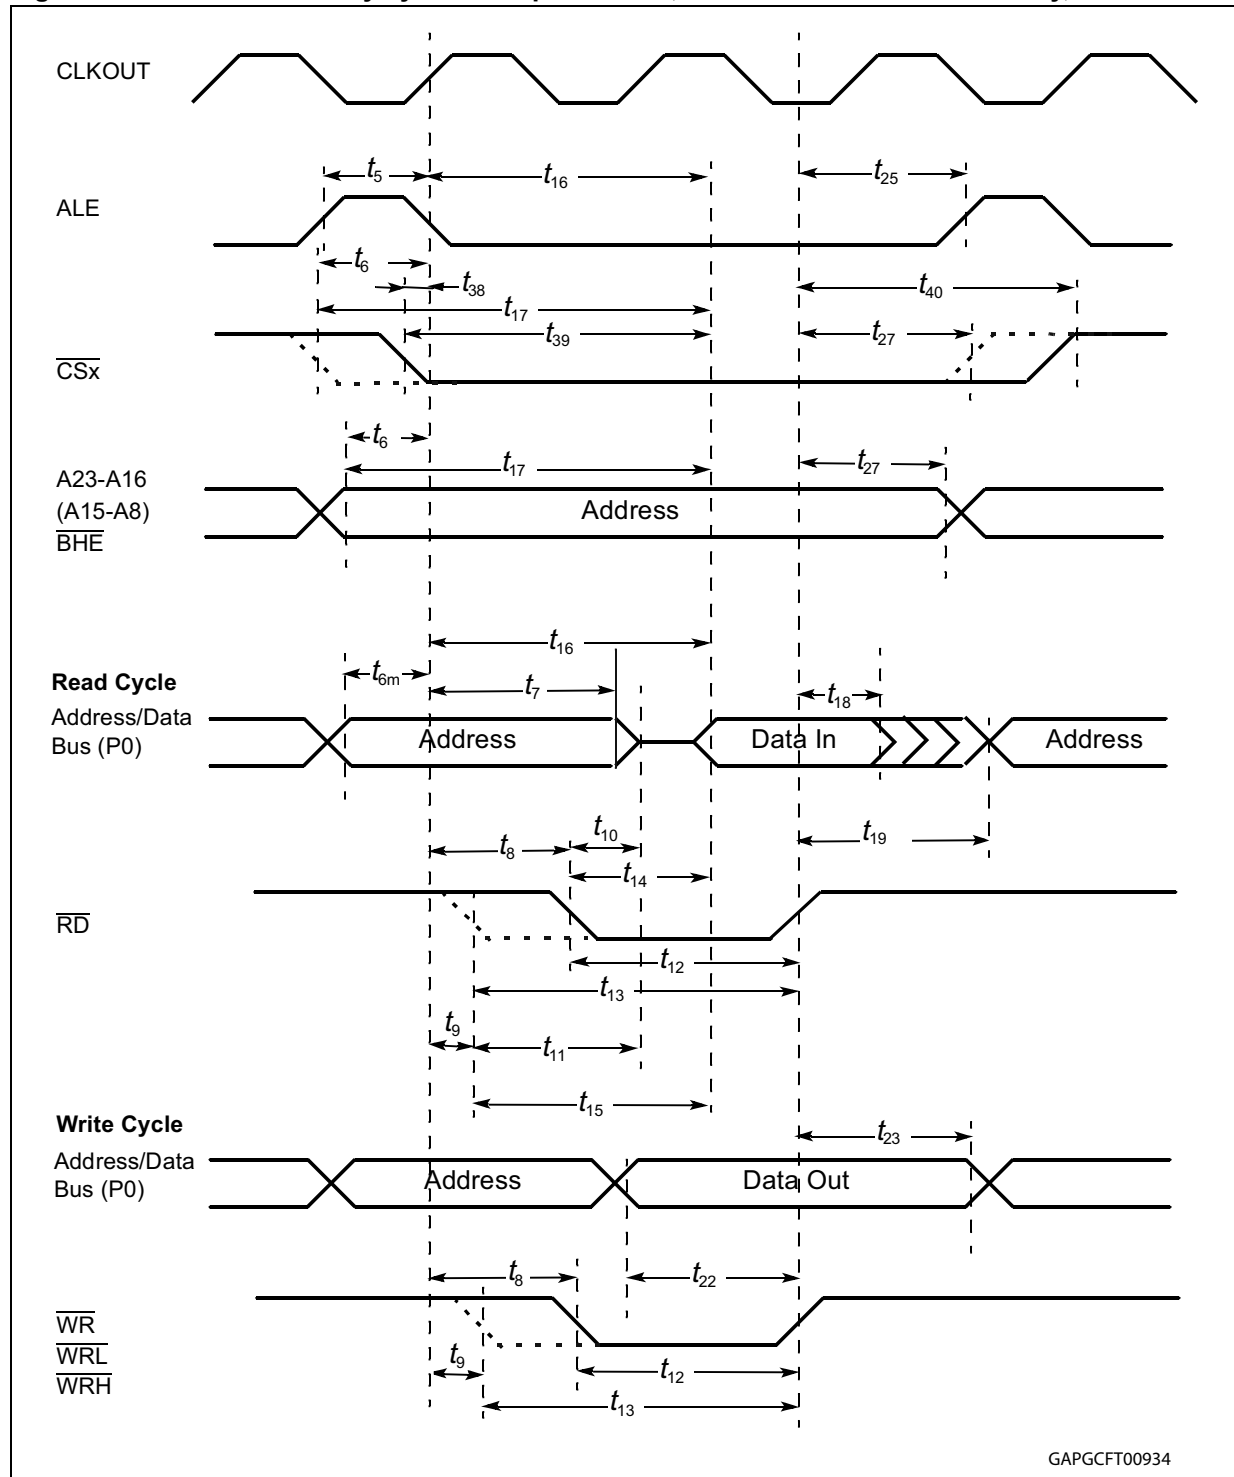 CLKOUT
t5
t16
t25
ALE
t6
t38
t40
t17
t39
t27
CSx
t6
A23-A16
t17
t27
(A15-A8)
Address
BHE
t16
Read Cycle
t6m
t7
t18
Address/Data
Bus (P0)
Address
Data In
Address
t10
t8
t19
t14
RD
t12
t13
t9
t11
t15
Write Cycle
t23
Address/Data
Bus (P0)
Address
Data Out
t8
t22
WR
WRL
WRH
t9
t12
t13
GAPGCFT00934